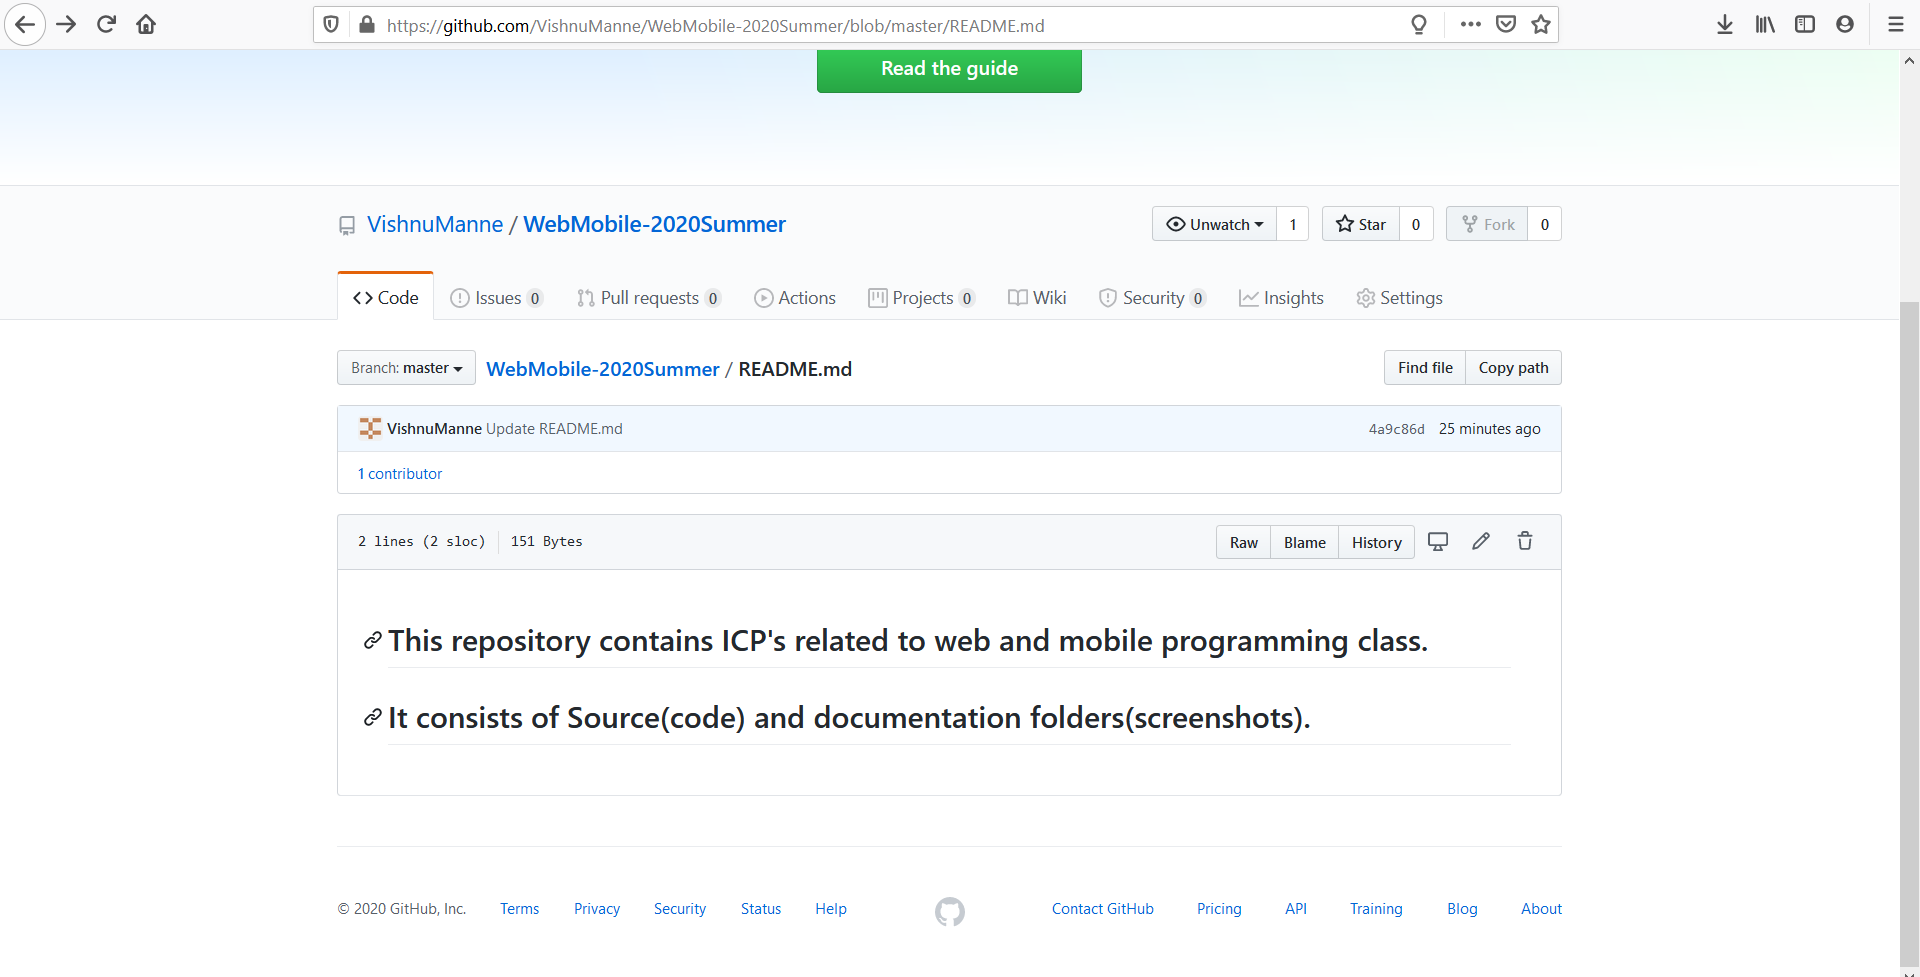 https://github.com/VishnuManne/WebMobile-2020Summer/blob/master/README.md
Read the guide
VishnuManne / WebMobile-2020Summer
Unwatch 1 Star 0 Fork 0
Code Issues 0 Pull requests 0 Actions Projects 0 Wiki Security 0 Insights Settings
Branch: master WebMobile-2020Summer / README.md Find file Copy path
VishnuManne Update README.md 4a9c86d 25 minutes ago
1 contributor
2 lines (2 sloc) 151 Bytes Raw Blame History
This repository contains ICP's related to web and mobile programming class.
It consists of Source(code) and documentation folders(screenshots).
© 2020 GitHub, Inc. Terms Privacy Security Status Help Contact GitHub Pricing API Training Blog About